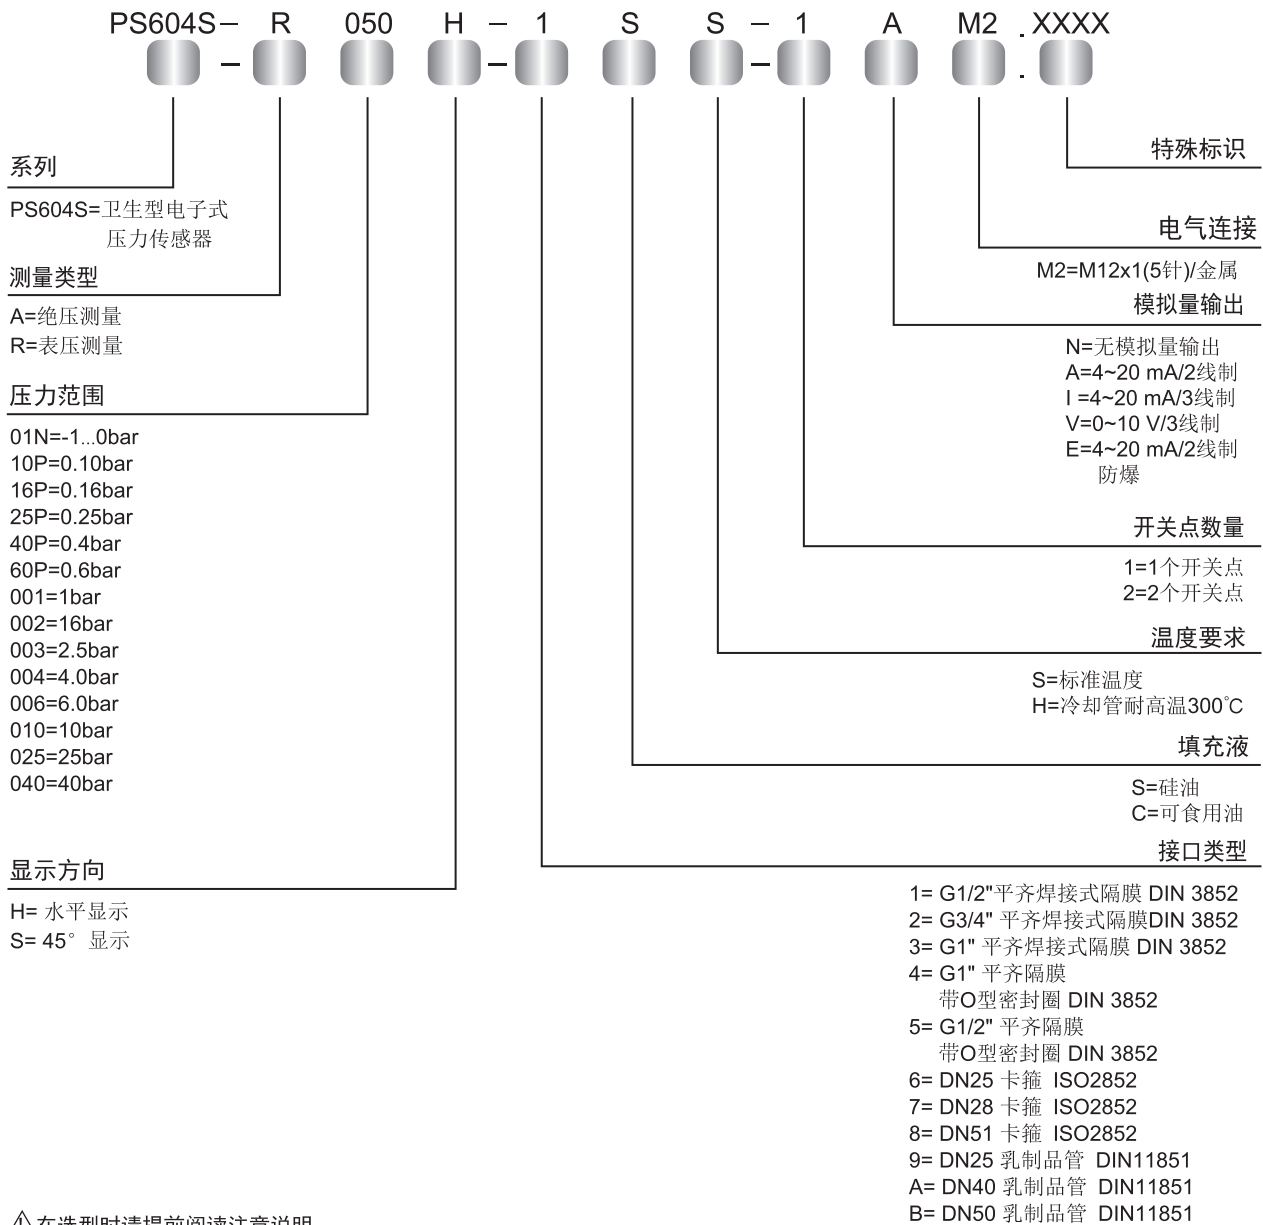 PS604S – R 050 H – 1 S S – 1 A M2 . XXXX
– – – .
系列
PS604S=卫生型电子式
压力传感器
测量类型
A=绝压测量
R=表压测量
压力范围
01N=-1...0bar
10P=0.10bar
16P=0.16bar
25P=0.25bar
40P=0.4bar
60P=0.6bar
001=1bar
002=16bar
003=2.5bar
004=4.0bar
006=6.0bar
010=10bar
025=25bar
040=40bar
显示方向
H= 水平显示
S= 45° 显示
特殊标识
电气连接
M2=M12x1(5针)/金属
模拟量输出
N=无模拟量输出
A=4~20 mA/2线制
I =4~20 mA/3线制
V=0~10 V/3线制
E=4~20 mA/2线制
防爆
开关点数量
1=1个开关点
2=2个开关点
温度要求
S=标准温度
H=冷却管耐高温300℃
填充液
S=硅油
C=可食用油
接口类型
1= G1/2"平齐焊接式隔膜 DIN 3852
2= G3/4" 平齐焊接式隔膜DIN 3852
3= G1" 平齐焊接式隔膜 DIN 3852
4= G1" 平齐隔膜
带O型密封圈 DIN 3852
5= G1/2" 平齐隔膜
带O型密封圈 DIN 3852
6= DN25 卡箍 ISO2852
7= DN28 卡箍 ISO2852
8= DN51 卡箍 ISO2852
9= DN25 乳制品管 DIN11851
A= DN40 乳制品管 DIN11851
B= DN50 乳制品管 DIN11851
⚠在选型时请提前阅读注意说明